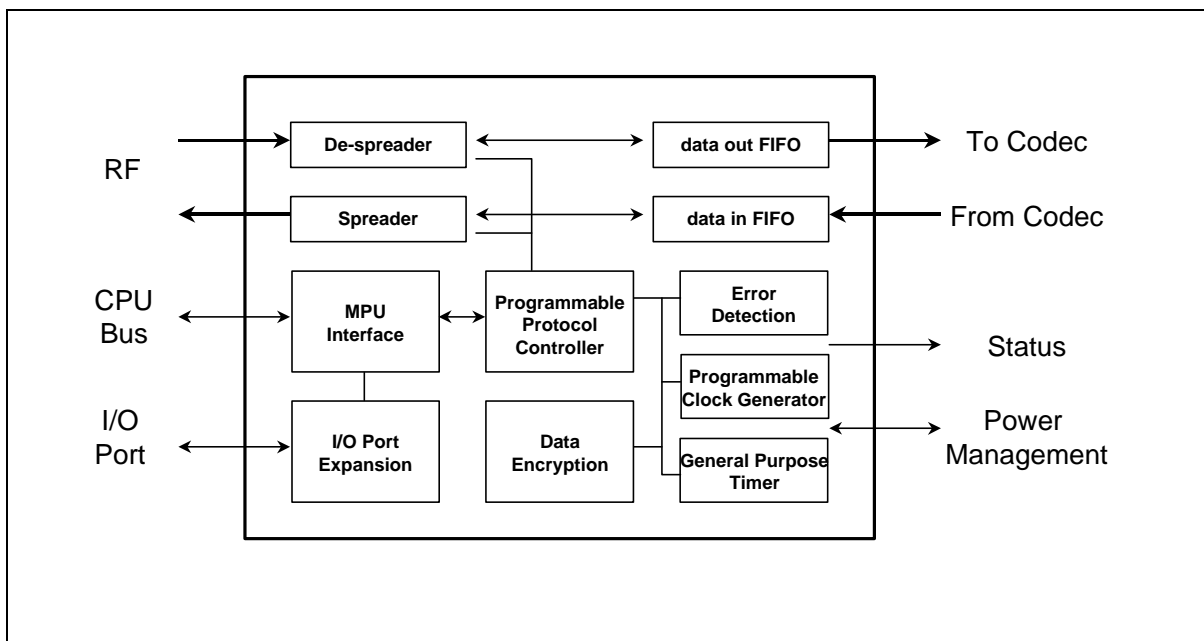 RF
De-spreader
data out FIFO
To Codec
Spreader
data in FIFO
From Codec
CPU
Bus
MPU
Interface
Programmable
Protocol
Controller
Error
Detection
Status
Programmable
Clock Generator
I/O
Port
I/O Port
Expansion
Data
Encryption
General Purpose
Timer
Power
Management